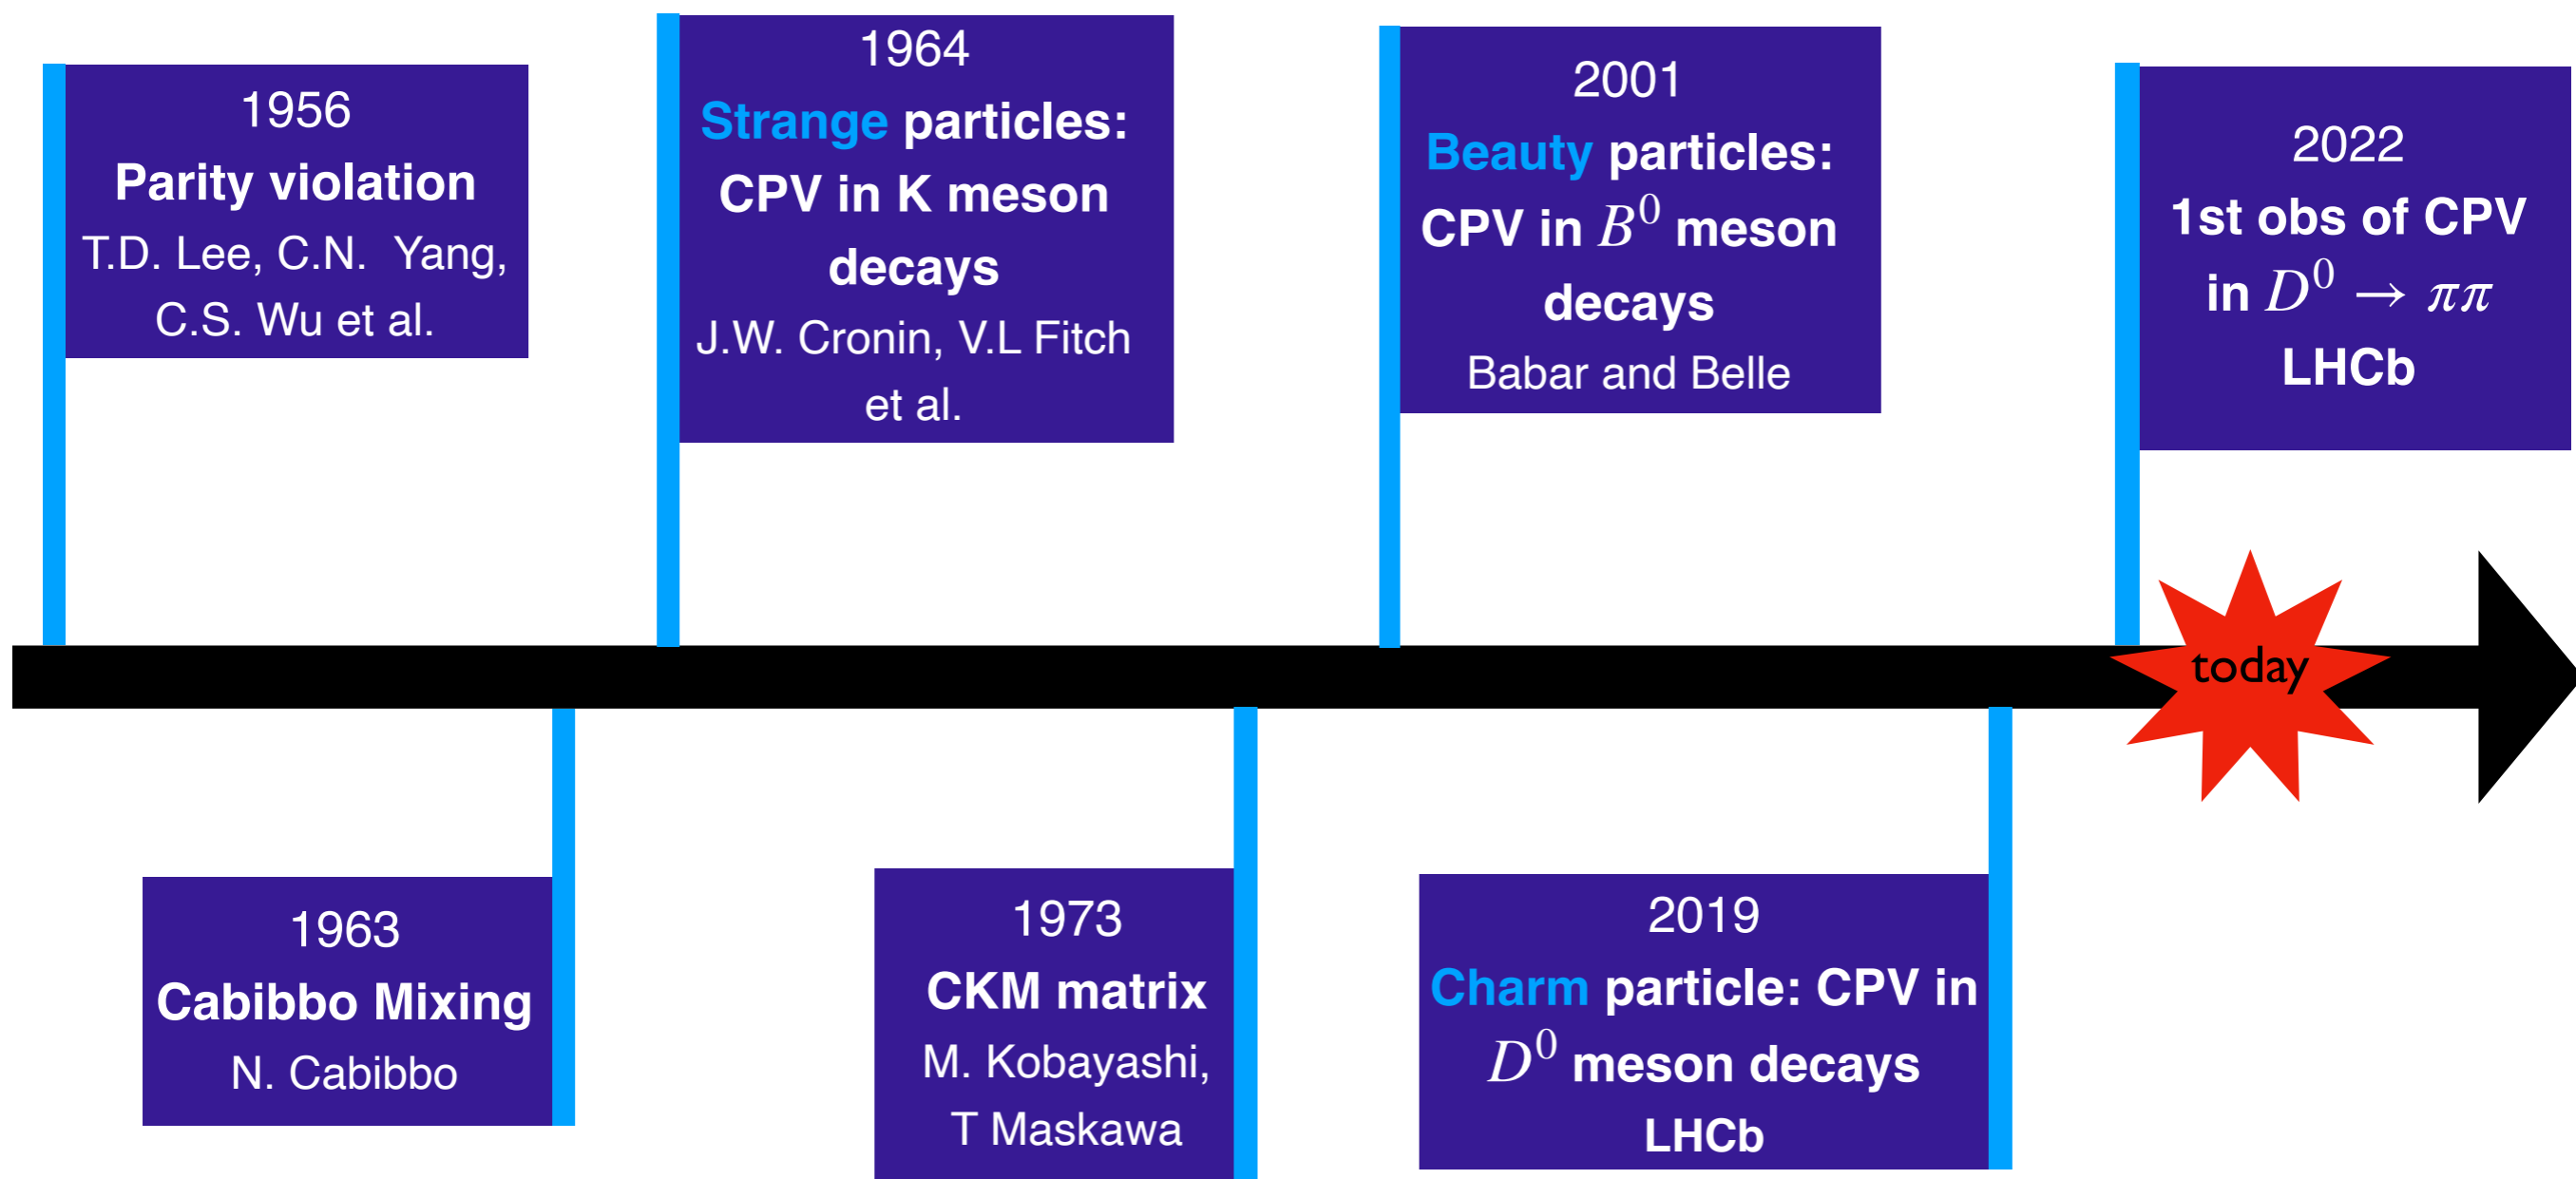 1956
Parity violation
T.D. Lee, C.N. Yang,
C.S. Wu et al.
1964
Strange particles:
CPV in K meson
decays
J.W. Cronin, V.L Fitch
et al.
2001
Beauty particles:
CPV in B⁰ meson
decays
Babar and Belle
2022
1st obs of CPV
in D⁰ → ππ
LHCb
today
1963
Cabibbo Mixing
N. Cabibbo
1973
CKM matrix
M. Kobayashi,
T Maskawa
2019
Charm particle: CPV in
D⁰ meson decays
LHCb